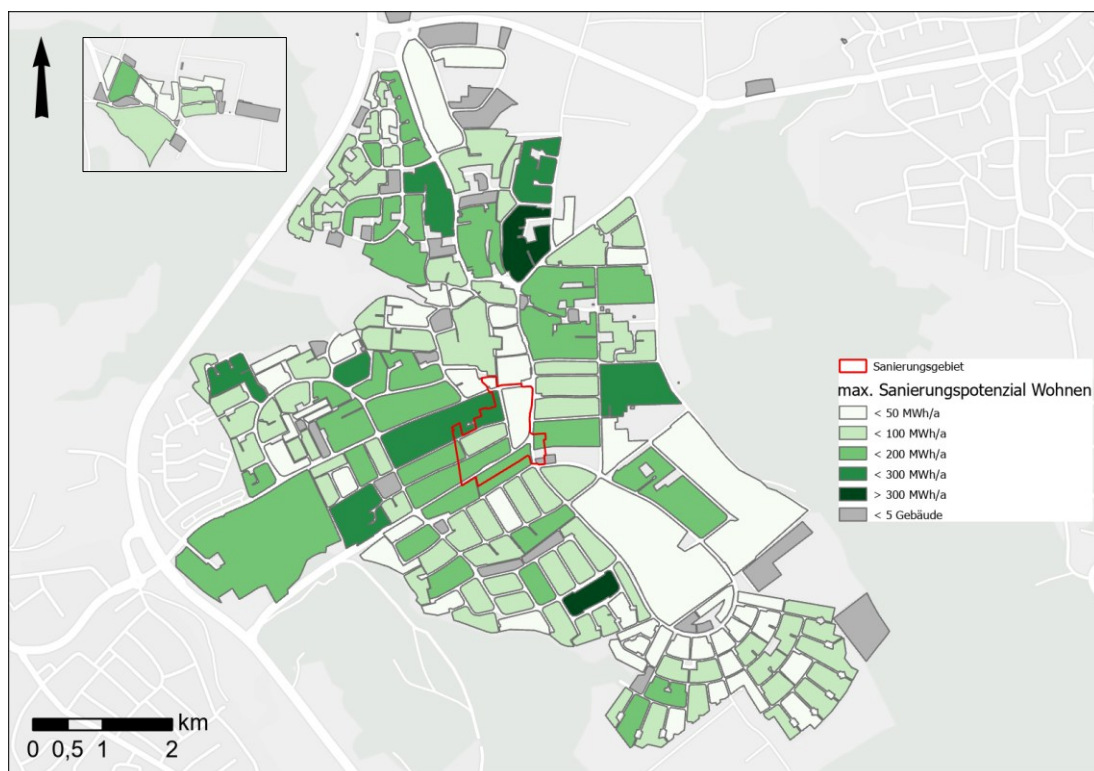 Sanierungsgebiet
max. Sanierungspotenzial Wohnen
< 50 MWh/a
< 100 MWh/a
< 200 MWh/a
< 300 MWh/a
> 300 MWh/a
< 5 Gebäude
km
0 0,5 1 2